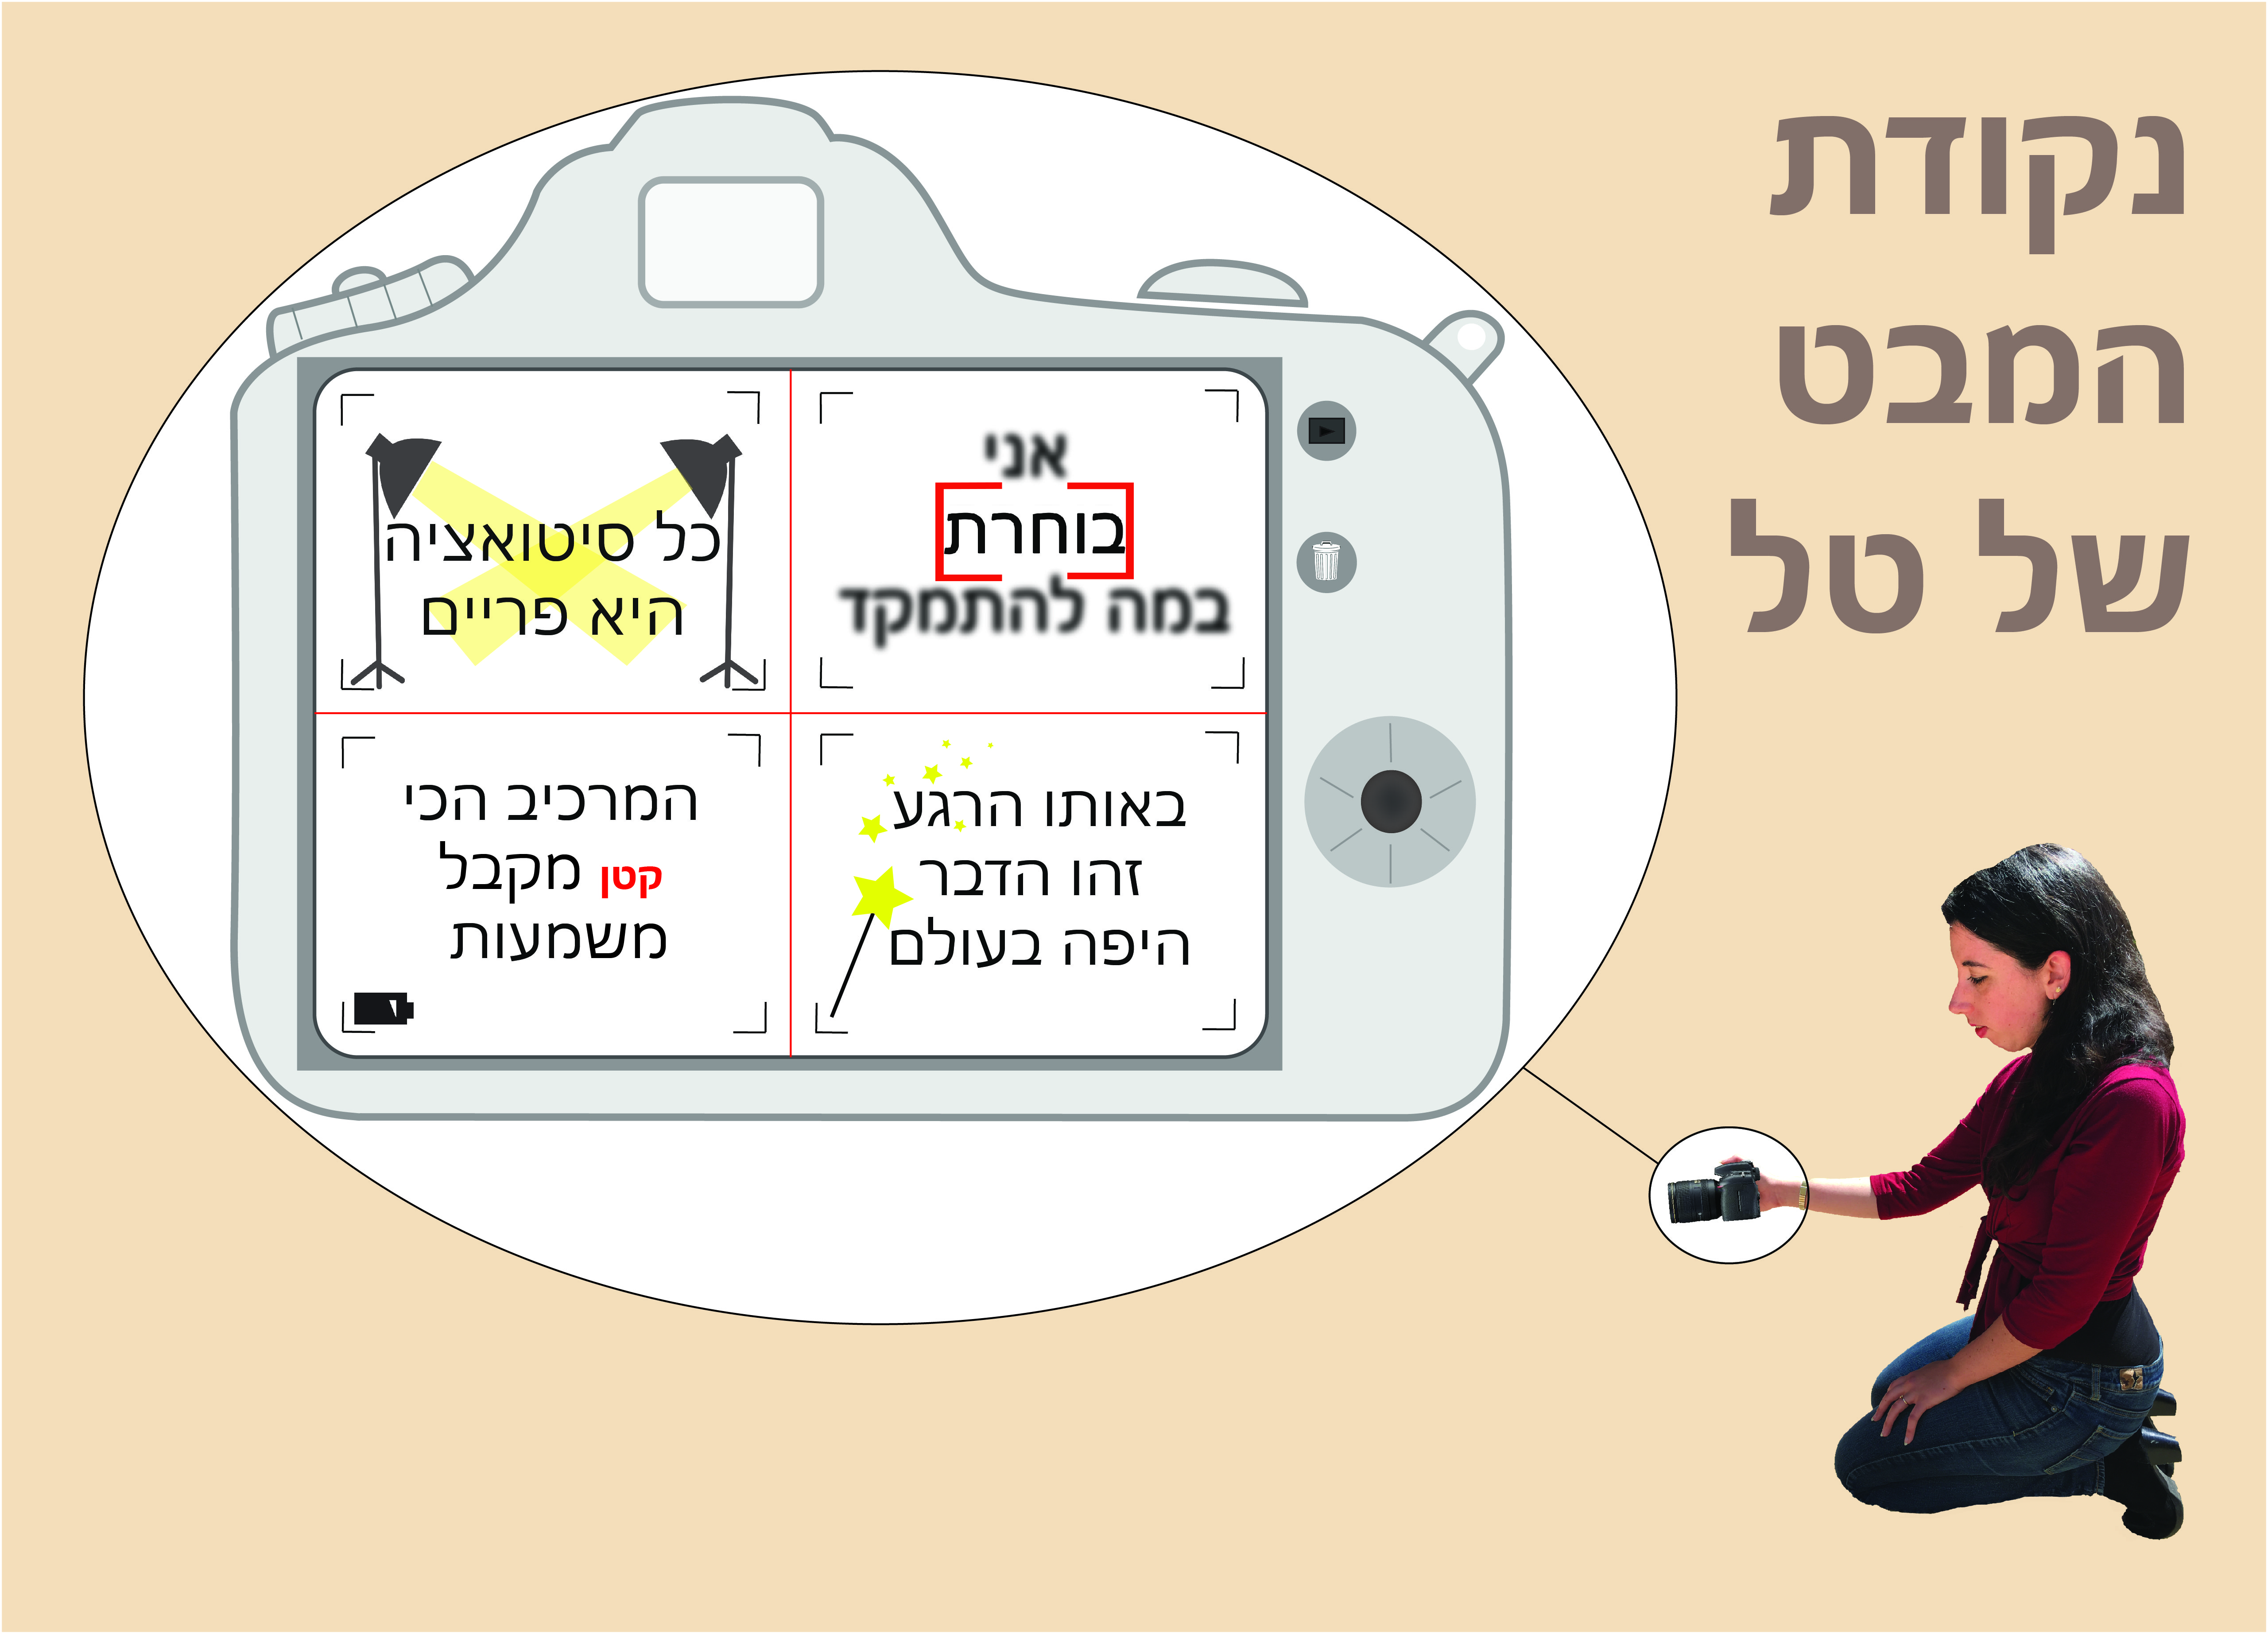 נקודת
המבט
של טל
אני
בוחרת
במה להתמקד
כל סיטואציה
היא פריים
באותו הרגע
זהו הדבר
היפה בעולם
המרכיב הכי
קטן מקבל
משמעות